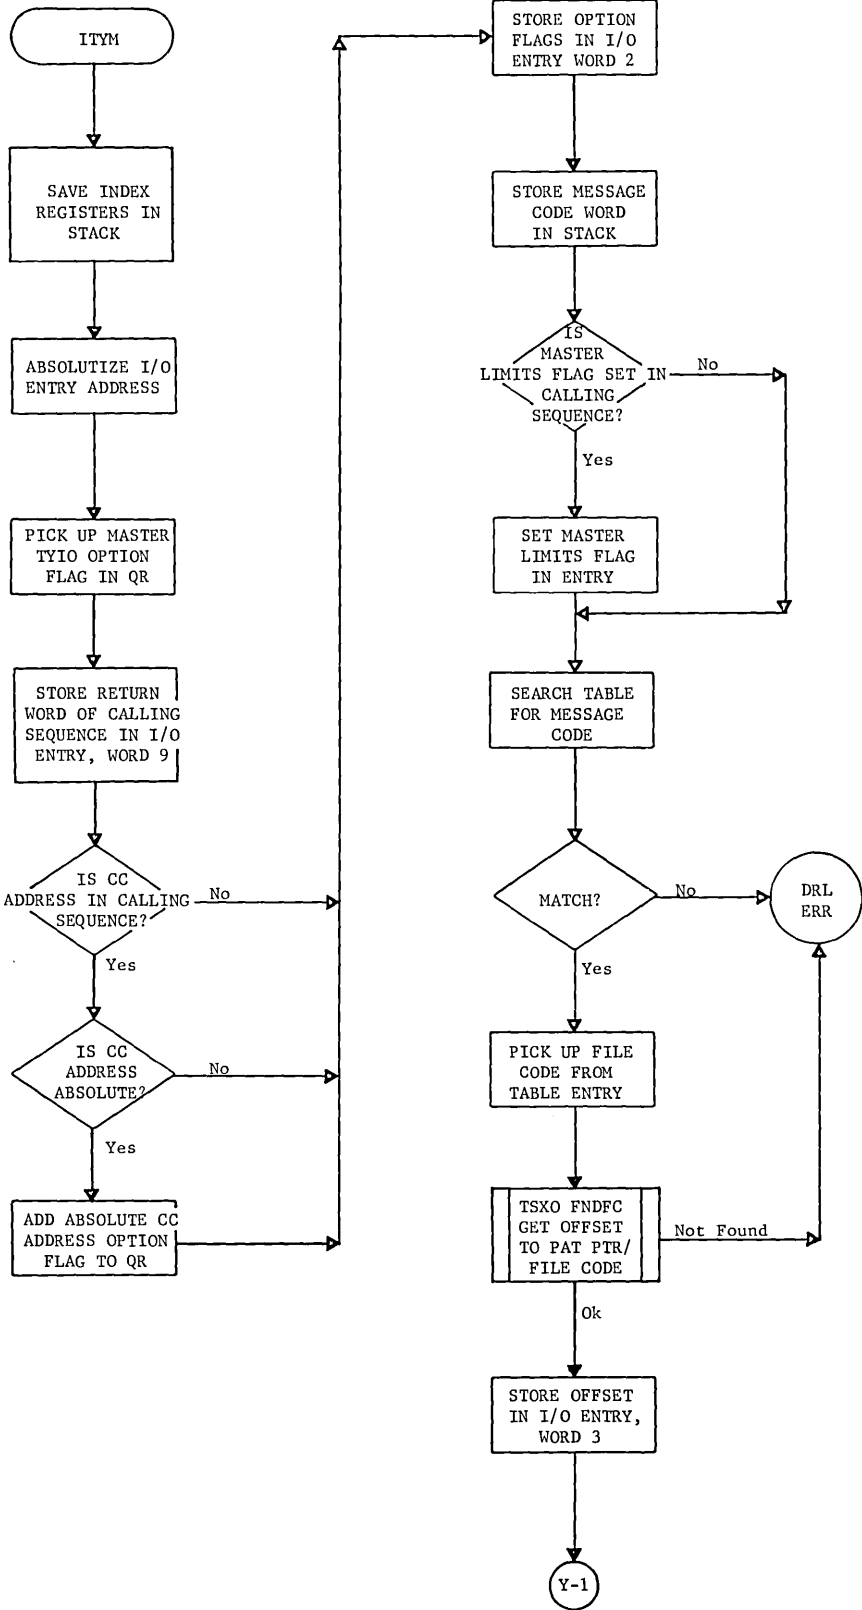 ITYM
SAVE INDEX
REGISTERS IN
STACK
ABSOLUTIZE I/O
ENTRY ADDRESS
PICK UP MASTER
TYIO OPTION
FLAG IN QR
STORE RETURN
WORD OF CALLING
SEQUENCE IN I/O
ENTRY, WORD 9
IS CC
ADDRESS IN CALLING
SEQUENCE?
No
Yes
IS CC
ADDRESS
ABSOLUTE?
No
Yes
ADD ABSOLUTE CC
ADDRESS OPTION
FLAG TO QR
STORE OPTION
FLAGS IN I/O
ENTRY WORD 2
STORE MESSAGE
CODE WORD
IN STACK
IS
MASTER
LIMITS FLAG SET IN
CALLING
SEQUENCE?
No
Yes
SET MASTER
LIMITS FLAG
IN ENTRY
SEARCH TABLE
FOR MESSAGE
CODE
MATCH?
No
DRL
ERR
Yes
PICK UP FILE
CODE FROM
TABLE ENTRY
TSXO FNDFC
GET OFFSET
TO PAT PTR/
FILE CODE
Not Found
Ok
STORE OFFSET
IN I/O ENTRY,
WORD 3
Y-1